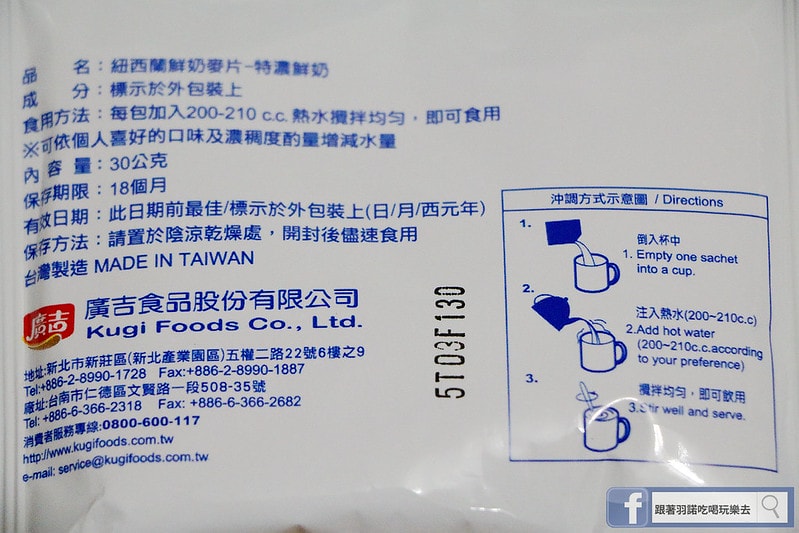 品　　名：紐西蘭鮮奶麥片-特濃鮮奶
成　　分：標示於外包裝上
食用方法：每包加入200-210 c.c. 熱水攪拌均勻，即可食用
※可依個人喜好的口味及濃稠度酌量增減水量
內 容 量：30公克
保存期限：18個月
有效日期：此日期前最佳/標示於外包裝上(日/月/西元年)
保存方法：請置於陰涼乾燥處，開封後儘速食用
台灣製造 MADE IN TAIWAN
廣吉
廣吉食品股份有限公司
Kugi Foods Co., Ltd.
地址:新北市新莊區(新北產業園區)五權二路22號6樓之9
Tel:+886-2-8990-1728 Fax:+886-2-8990-1887
廠址:台南市仁德區文賢路一段508-35號
Tel: +886-6-366-2318 Fax: +886-6-366-2682
消費者服務專線:0800-600-117
http://www.kugifoods.com.tw
e-mail: service@kugifoods.com.tw
5T03F130
沖調方式示意圖 / Directions
1.
倒入杯中
1. Empty one sachet
into a cup.
2.
注入熱水(200~210c.c)
2.Add hot water
(200~210c.c.according
to your preference)
3.
攪拌均勻，即可飲用
3.Stir well and serve.
f
跟著羽諾吃喝玩樂去